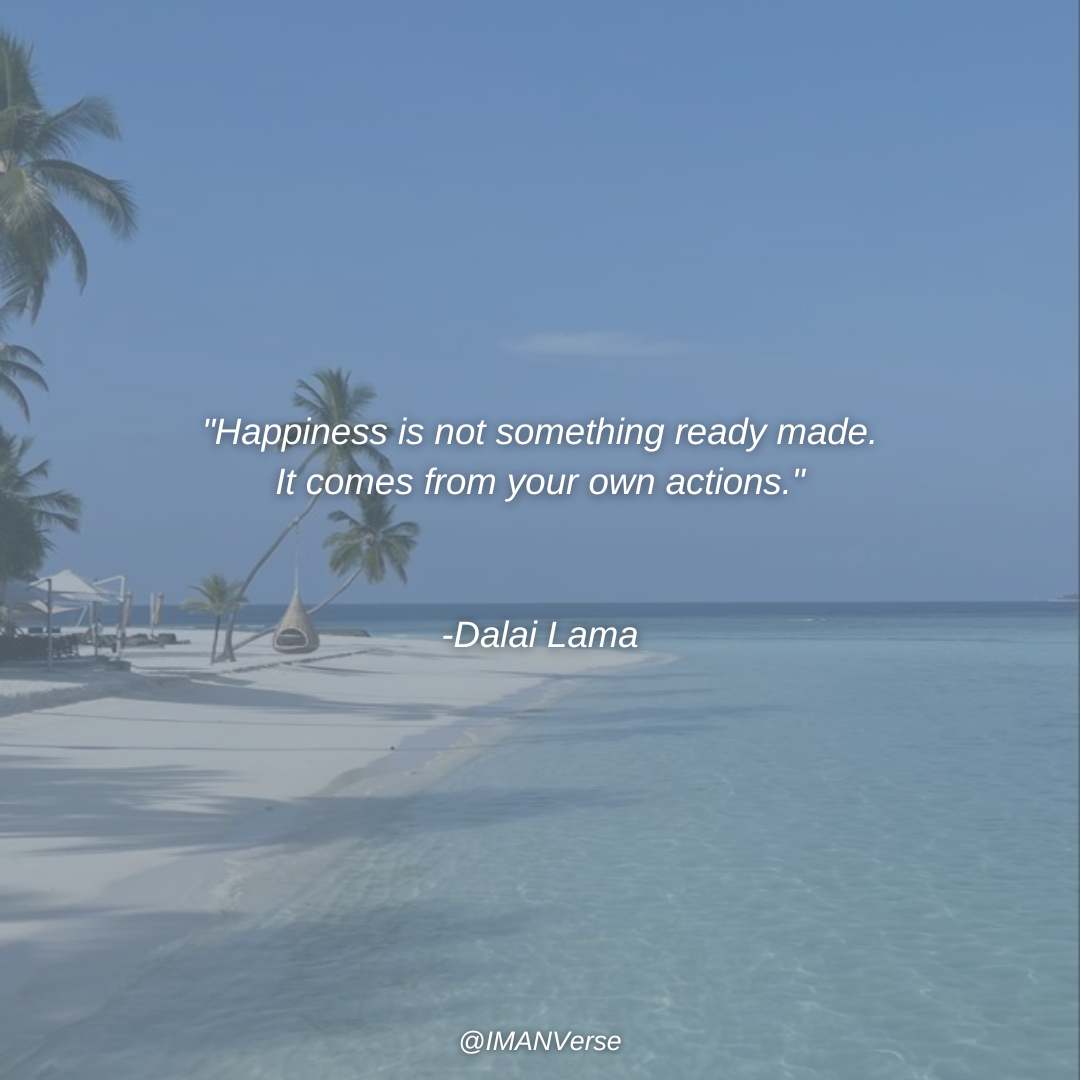 "Happiness is not something ready made.
It comes from your own actions."
-Dalai Lama
@IMANVerse